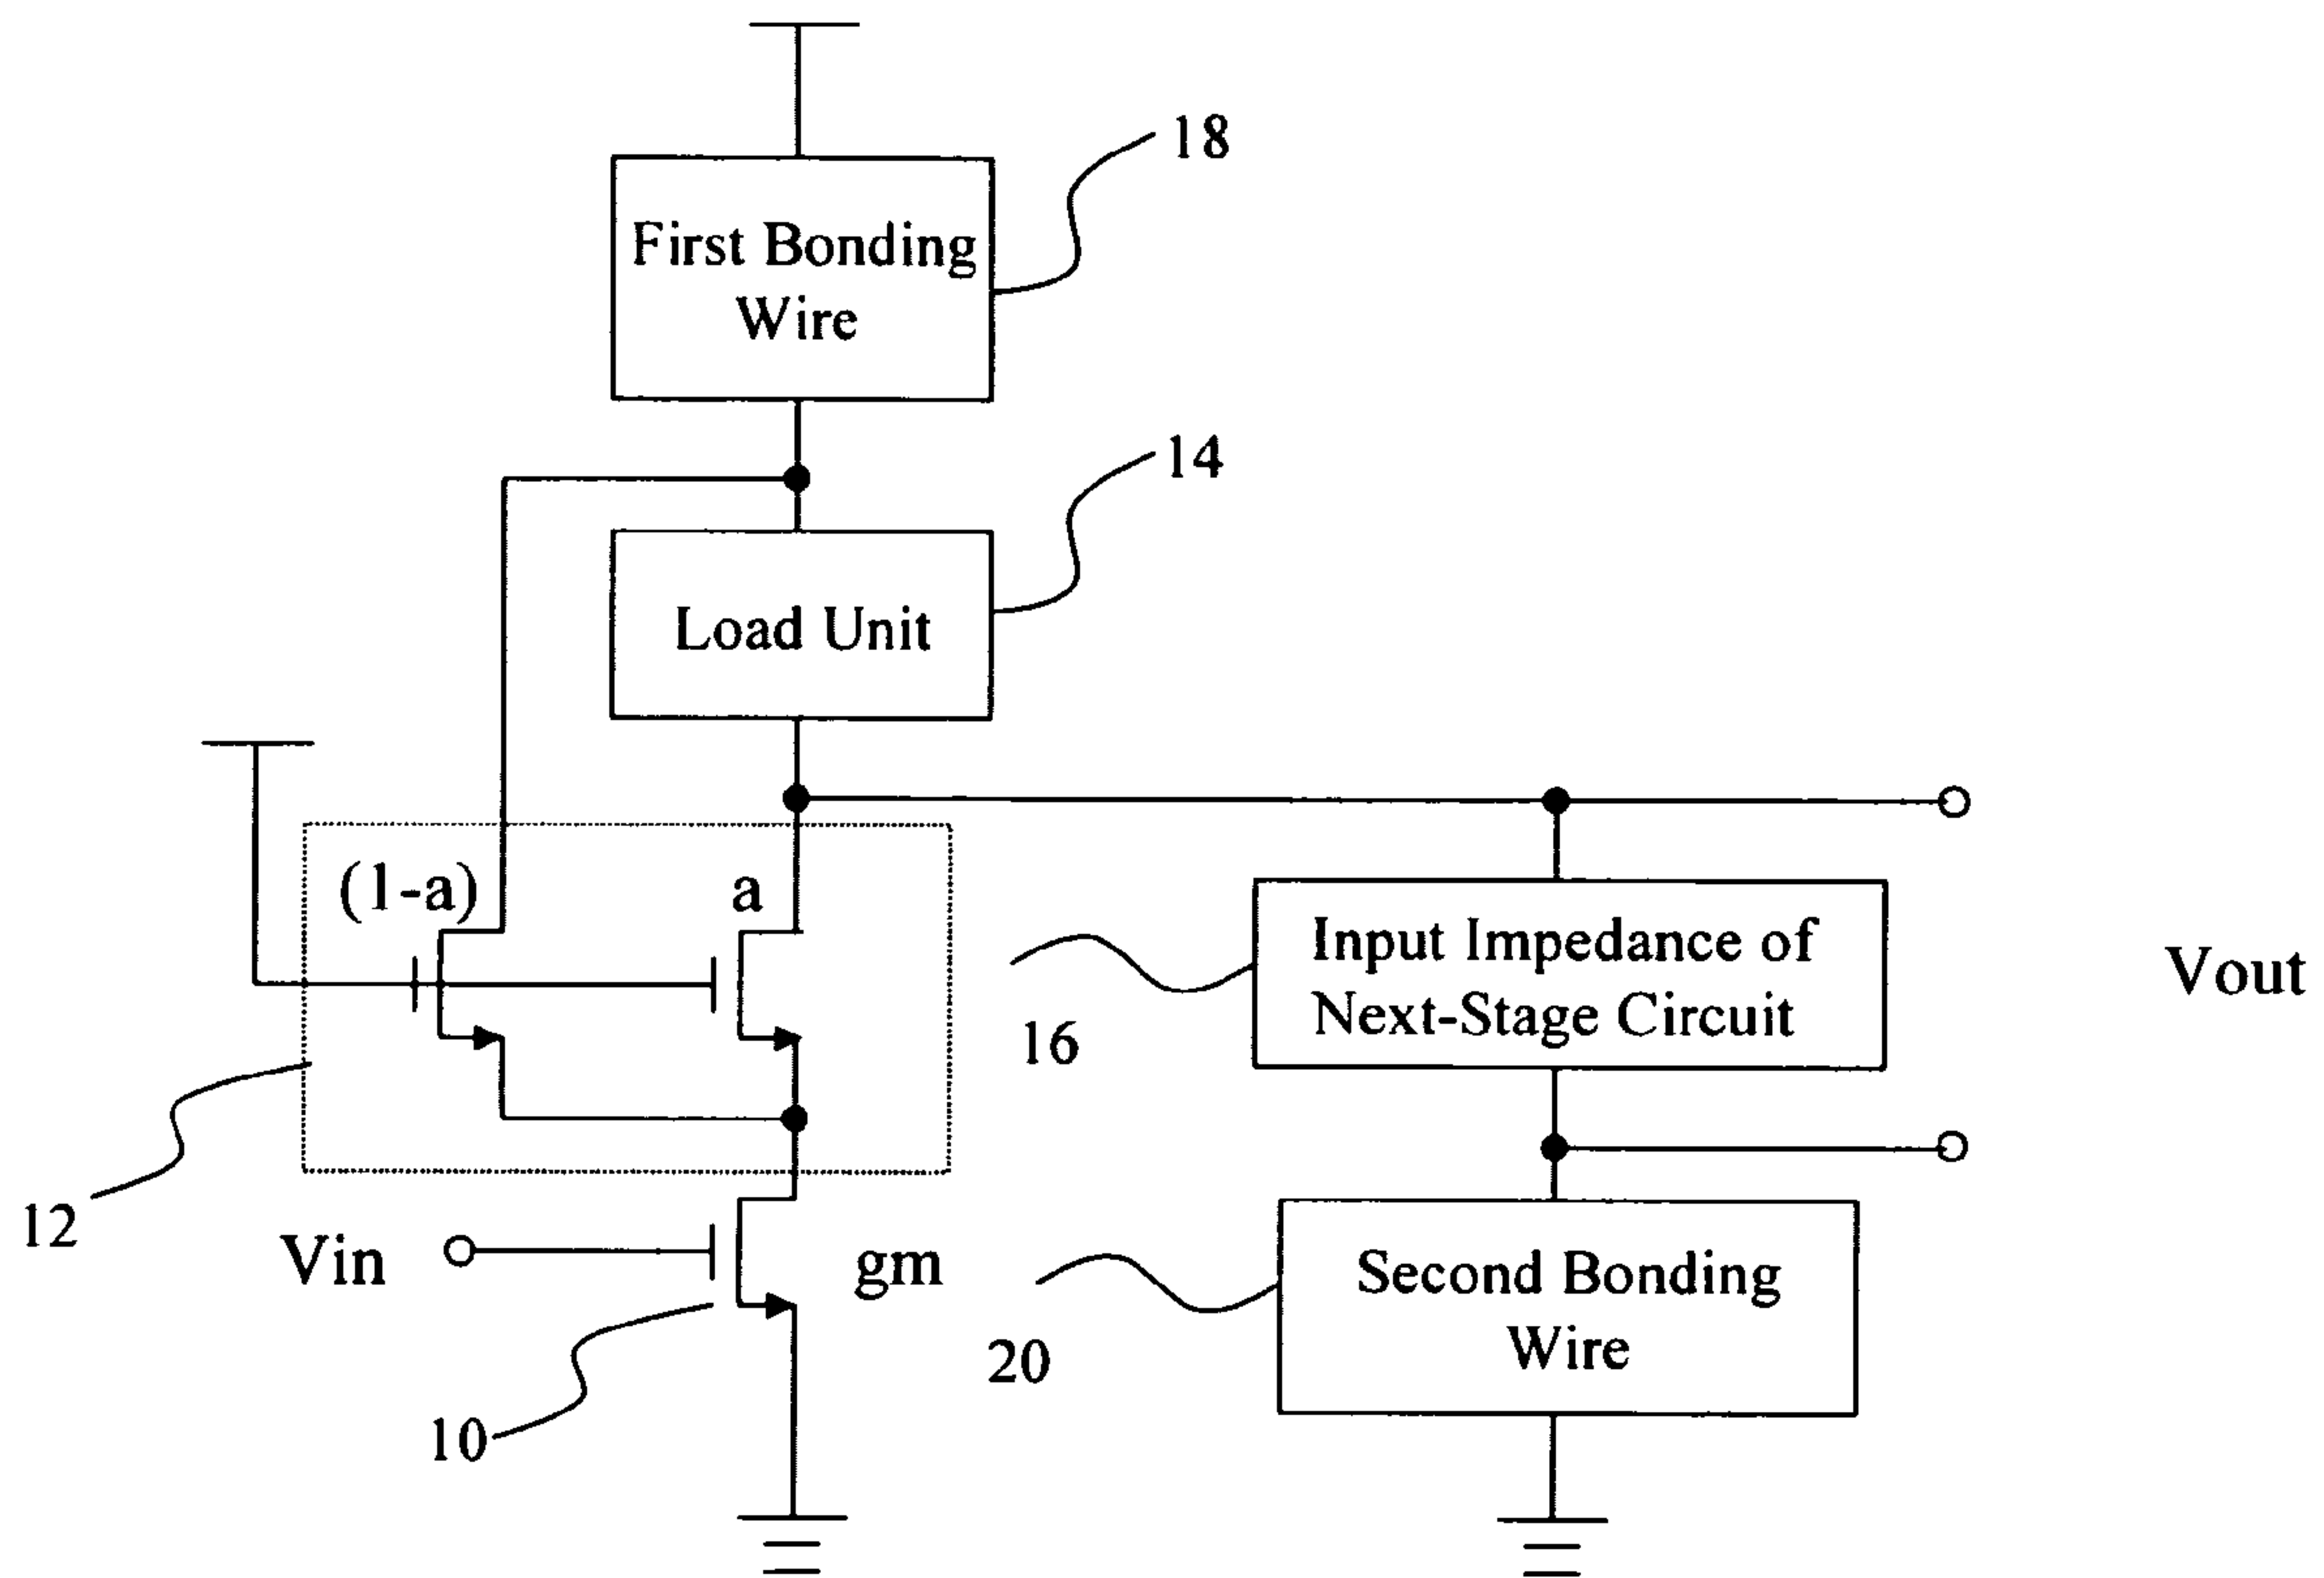 18
First Bonding
Wire
14
Load Unit
(1-a)
a
Input Impedance of
Next-Stage Circuit
Vout
16
12
Vin
gm
Second Bonding
Wire
20
10